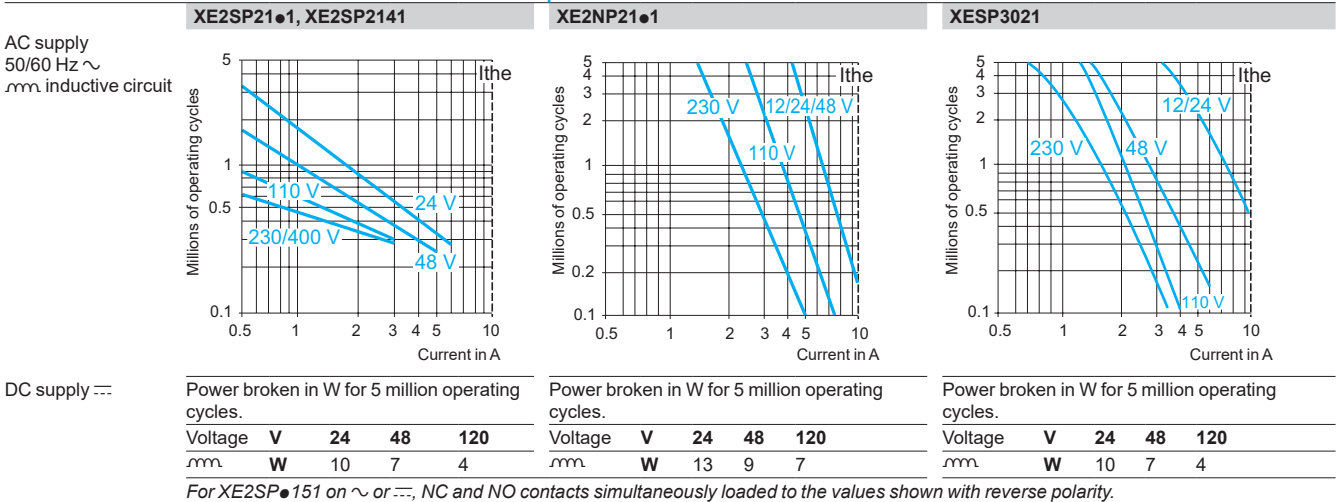 XE2SP21●1, XE2SP2141
XE2NP21●1
XESP3021
AC supply
50/60 Hz ∼
inductive circuit
Millions of operating cycles
5
1
0.5
0.1
Ithe
110 V
24 V
230/400 V
48 V
0.5 1 2 3 4 5 10
Current in A
Millions of operating cycles
5
4
3
2
1
0.5
0.2
0.1
Ithe
230 V
12/24/48 V
110 V
0.5 1 2 3 4 5 10
Current in A
Millions of operating cycles
5
4
3
2
1
0.5
0.1
Ithe
12/24 V
230 V
48 V
110 V
0.5 1 2 3 4 5 10
Current in A
DC supply ⎓
Power broken in W for 5 million operating
cycles.
Voltage V 24 48 120
W 10 7 4
Power broken in W for 5 million operating
cycles.
Voltage V 24 48 120
W 13 9 7
Power broken in W for 5 million operating
cycles.
Voltage V 24 48 120
W 10 7 4
For XE2SP●151 on ∼ or ⎓, NC and NO contacts simultaneously loaded to the values shown with reverse polarity.